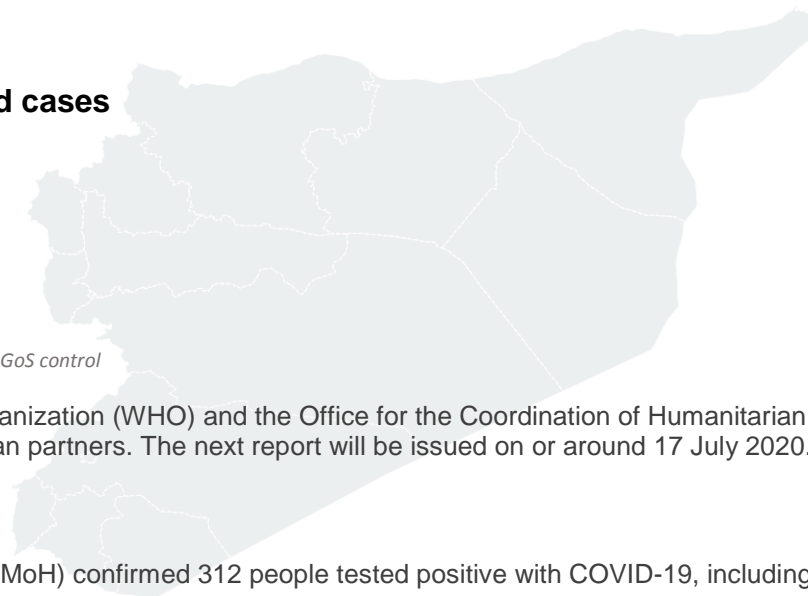 d cases
GoS control
anization (WHO) and the Office for the Coordination of Humanitarian
an partners. The next report will be issued on or around 17 July 2020.
MoH) confirmed 312 people tested positive with COVID-19, including